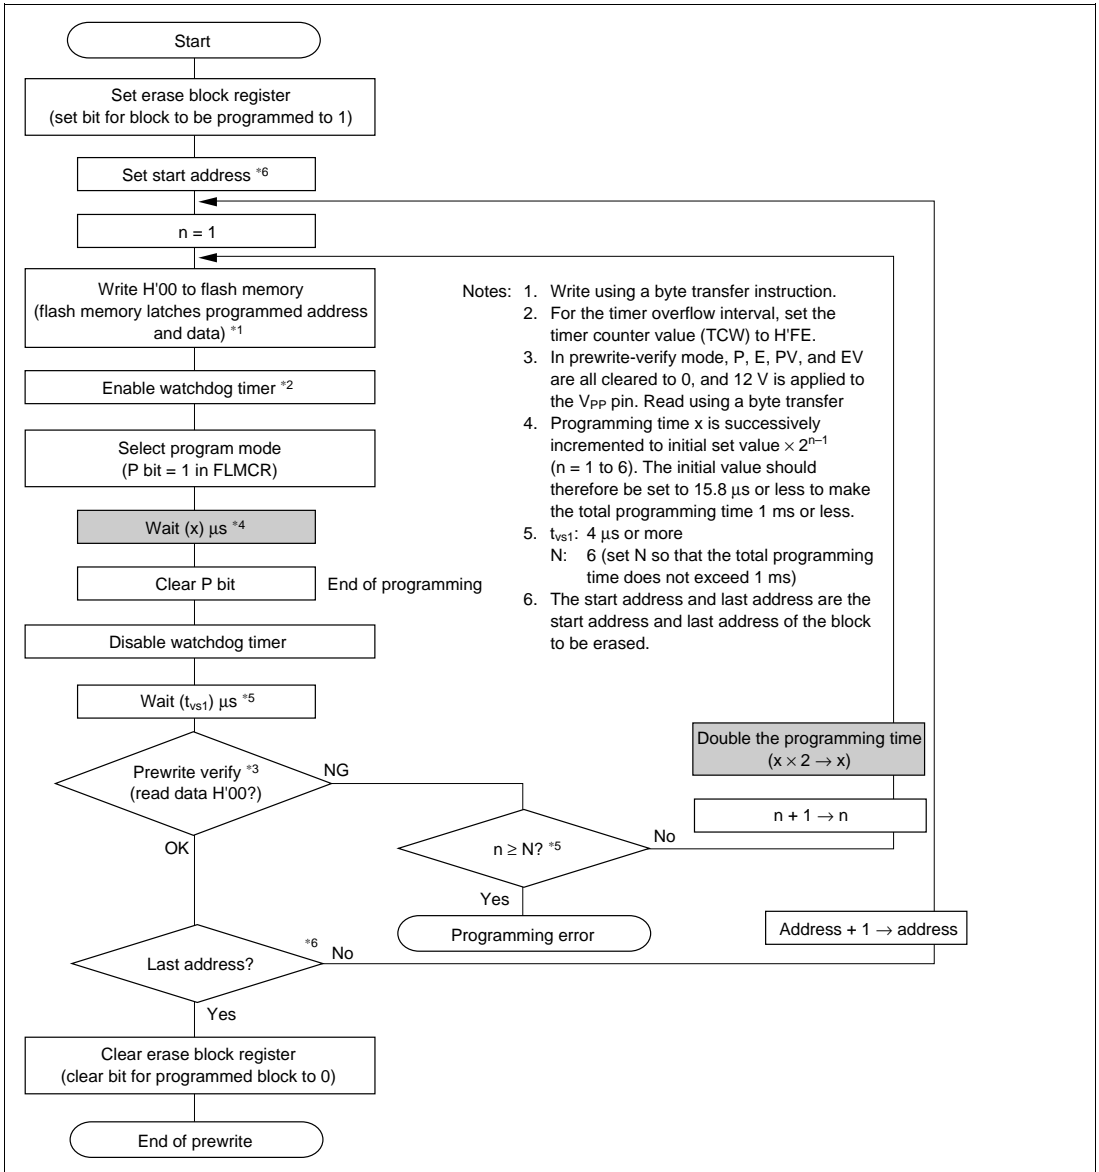 Start
Set erase block register
(set bit for block to be programmed to 1)
Set start address *6
n = 1
Write H'00 to flash memory
(flash memory latches programmed address
and data) *1
Enable watchdog timer *2
Select program mode
(P bit = 1 in FLMCR)
Wait (x) μs *4
Clear P bit
End of programming
Disable watchdog timer
Wait (tvs1) μs *5
Prewrite verify *3
(read data H'00?)
NG
OK
n ≥ N? *5
No
Yes
Programming error
Double the programming time
(x × 2 → x)
n + 1 → n
Address + 1 → address
*6
Last address?
No
Yes
Clear erase block register
(clear bit for programmed block to 0)
End of prewrite
Notes: 1. Write using a byte transfer instruction.
2. For the timer overflow interval, set the
timer counter value (TCW) to H'FE.
3. In prewrite-verify mode, P, E, PV, and EV
are all cleared to 0, and 12 V is applied to
the VPP pin. Read using a byte transfer
4. Programming time x is successively
incremented to initial set value × 2^n–1
(n = 1 to 6). The initial value should
therefore be set to 15.8 μs or less to make
the total programming time 1 ms or less.
5. tvs1: 4 μs or more
N: 6 (set N so that the total programming
time does not exceed 1 ms)
6. The start address and last address are the
start address and last address of the block
to be erased.